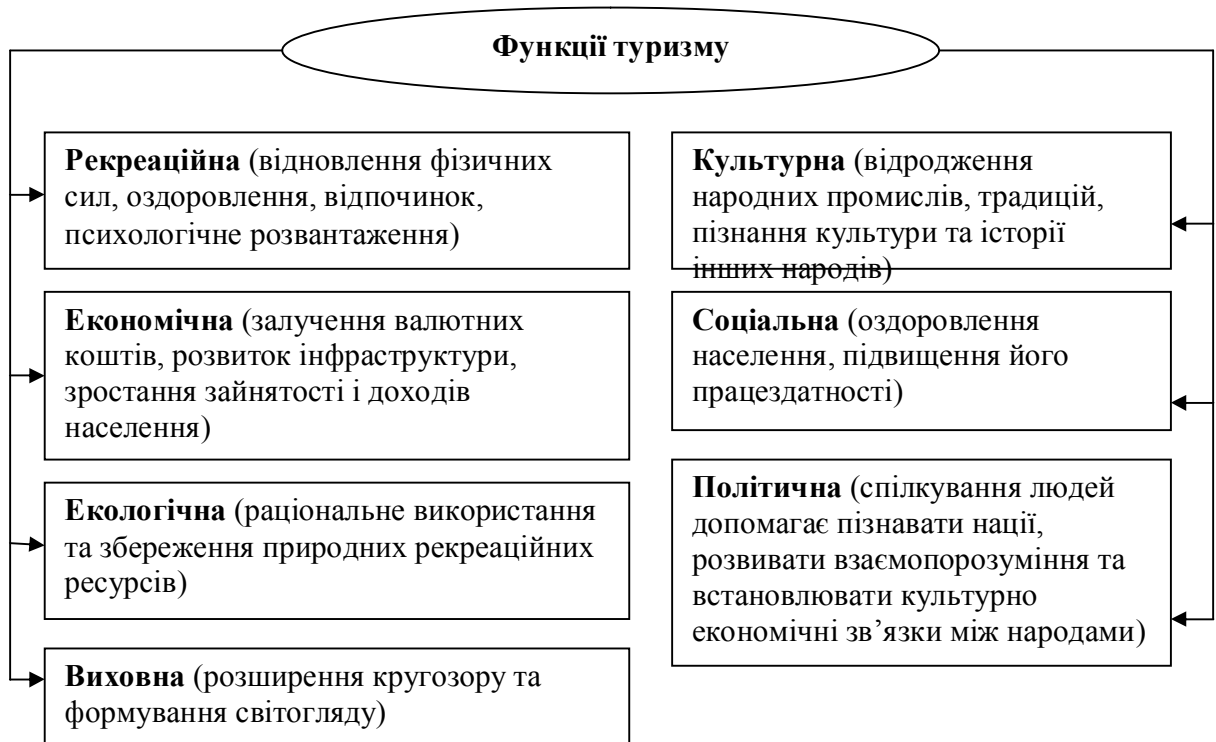 Функції туризму
Рекреаційна (відновлення фізичних
сил, оздоровлення, відпочинок,
психологічне розвантаження)
Економічна (залучення валютних
коштів, розвиток інфраструктури,
зростання зайнятості і доходів
населення)
Екологічна (раціональне використання
та збереження природних рекреаційних
ресурсів)
Виховна (розширення кругозору та
формування світогляду)
Культурна (відродження
народних промислів, традицій,
пізнання культури та історії
інших народів)
Соціальна (оздоровлення
населення, підвищення його
працездатності)
Політична (спілкування людей
допомагає пізнавати нації,
розвивати взаємопорозуміння та
встановлювати культурно
економічні зв’язки між народами)